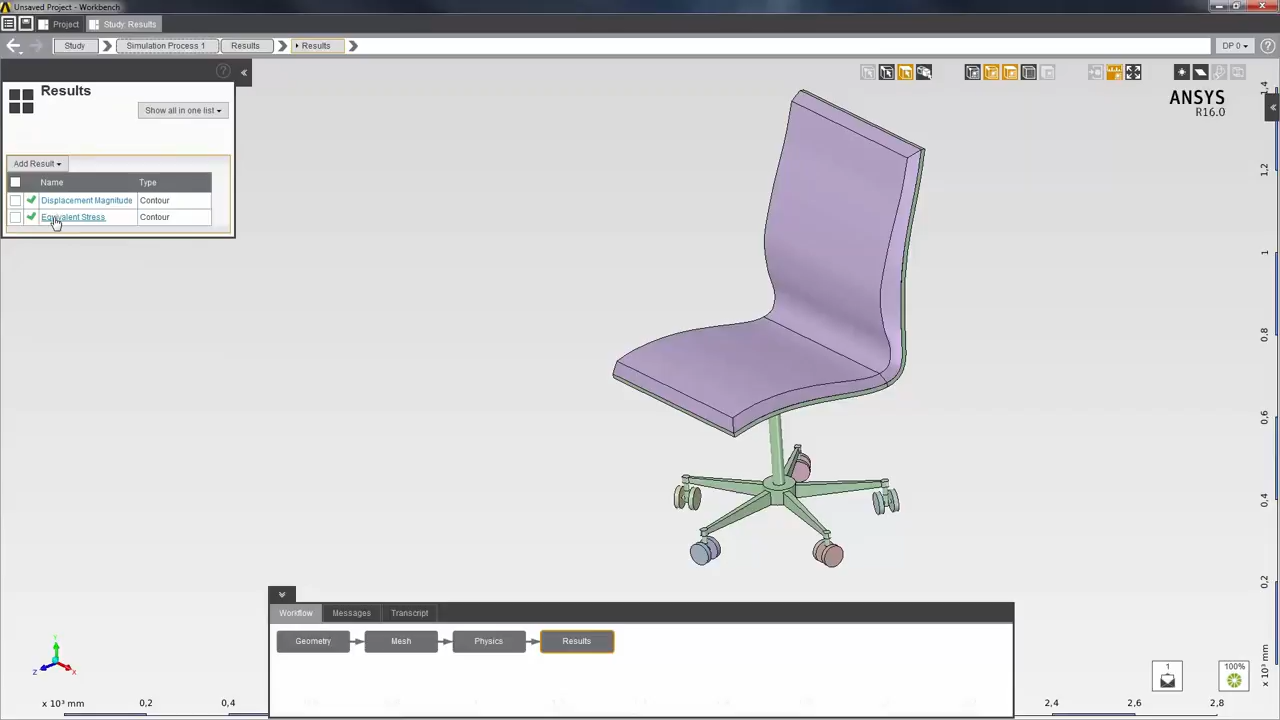 Unsaved Project - Workbench
Project
Study: Results
Study
Simulation Process 1
Results
Results
DP 0
Results
Show all in one list
Add Result
Name Type
Displacement Magnitude Contour
Equivalent Stress Contour
ANSYS
R16.0
1,4
1,2
1
0,8
0,6
0,4
0,2
x 10³ mm
Workflow
Messages
Transcript
Geometry
Mesh
Physics
Results
Y
Z
X
1
100%
x 10³ mm
0,2
0,4
2,4
2,6
2,8